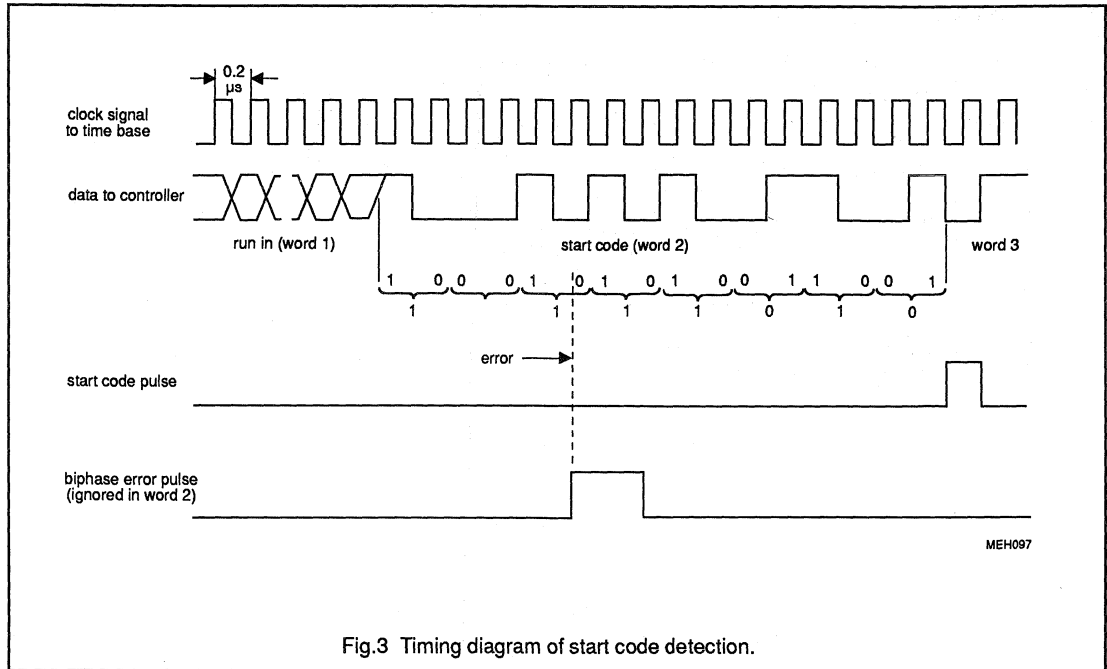 0.2
µs
clock signal
to time base
data to controller
run in (word 1)
start code (word 2)
word 3
1 0 0 0 1 0 1 0 1 0 0 1 1 0 0 1
1 1 1 1 0 1 0
error
start code pulse
biphase error pulse
(ignored in word 2)
MEH097
Fig.3 Timing diagram of start code detection.